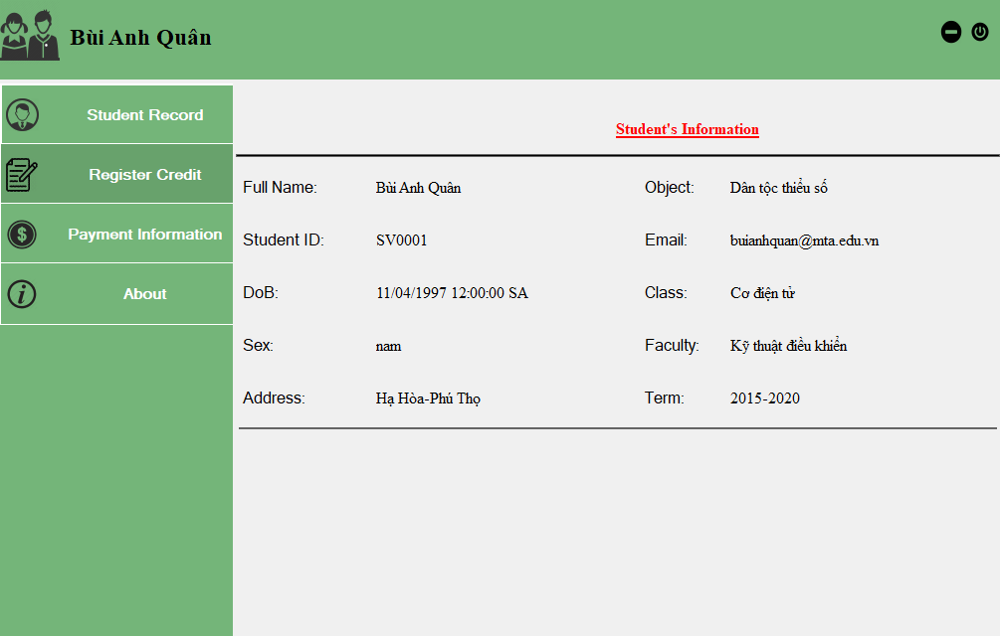 Bùi Anh Quân
Student Record
Register Credit
Payment Information
About
Student's Information
Full Name: Bùi Anh Quân Object: Dân tộc thiểu số
Student ID: SV0001 Email: buianhquan@mta.edu.vn
DoB: 11/04/1997 12:00:00 SA Class: Cơ điện tử
Sex: nam Faculty: Kỹ thuật điều khiển
Address: Hạ Hòa-Phú Thọ Term: 2015-2020